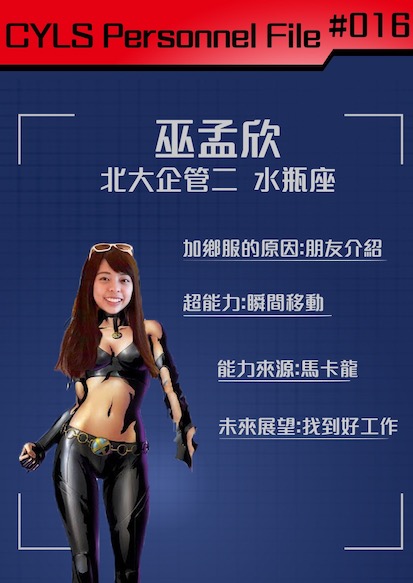 CYLS Personnel File #016
巫孟欣
北大企管二 水瓶座
加鄉服的原因:朋友介紹
超能力:瞬間移動
能力來源:馬卡龍
未來展望:找到好工作